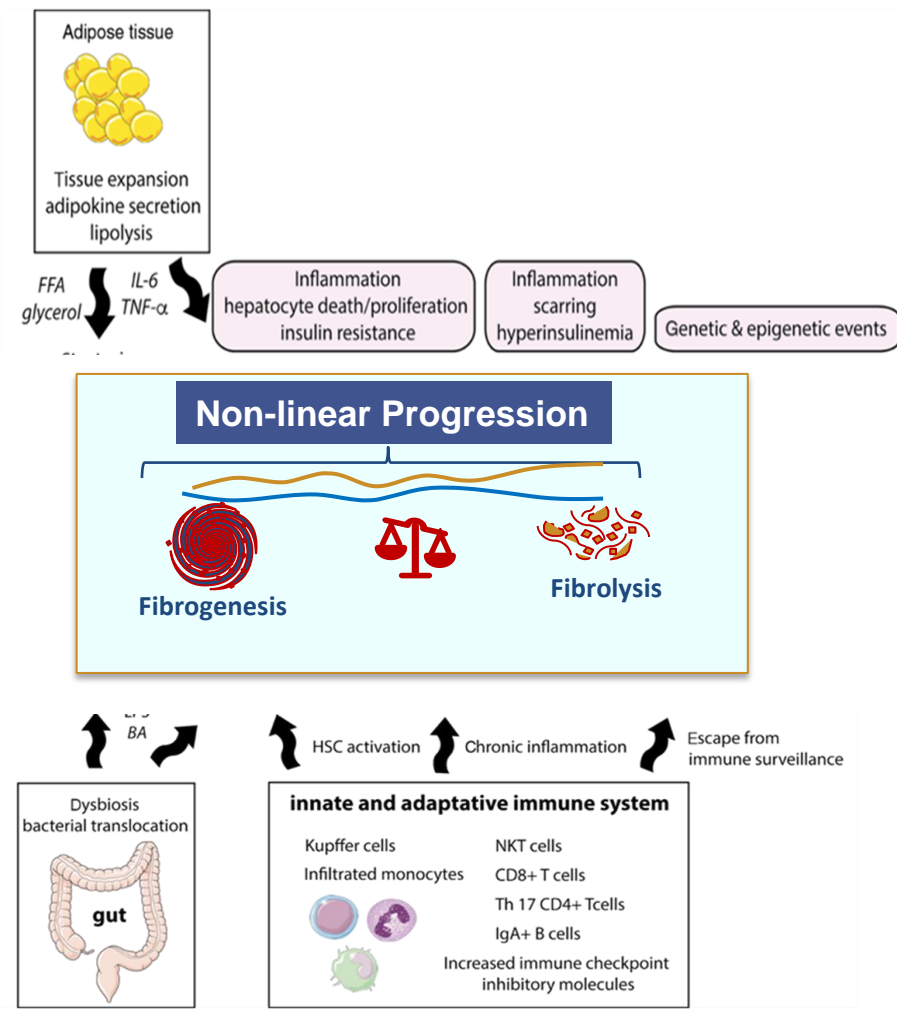 Adipose tissue
Tissue expansion
adipokine secretion
lipolysis
FFA
glycerol
IL-6
TNF-α
Inflammation
hepatocyte death/proliferation
insulin resistance
Inflammation
scarring
hyperinsulinemia
Genetic & epigenetic events
Non-linear Progression
Fibrogenesis
Fibrolysis
BA
HSC activation
Chronic inflammation
Escape from
immune surveillance
Dysbiosis
bacterial translocation
gut
innate and adaptative immune system
Kupffer cells
Infiltrated monocytes
NKT cells
CD8+ T cells
Th 17 CD4+ Tcells
IgA+ B cells
Increased immune checkpoint
inhibitory molecules